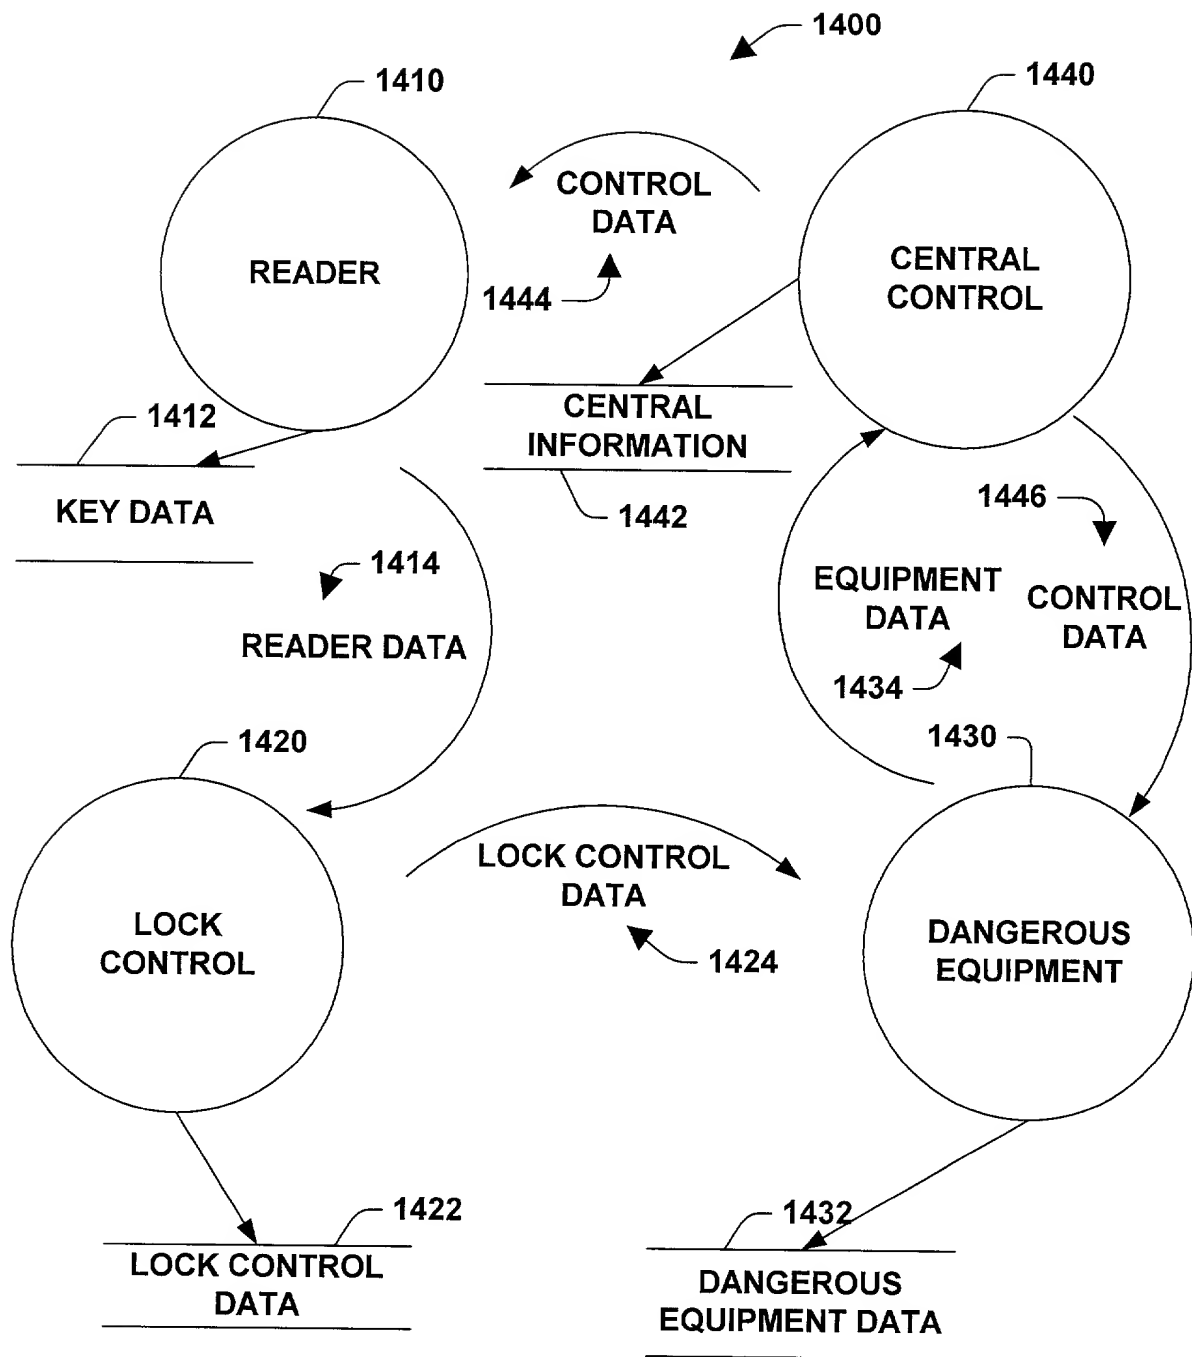 1400
1410
1440
CONTROL
DATA
READER
CENTRAL
CONTROL
1444
1412
CENTRAL
INFORMATION
KEY DATA
1442
1446
1414
EQUIPMENT
DATA
CONTROL
DATA
READER DATA
1434
1420
1430
LOCK CONTROL
DATA
LOCK
CONTROL
1424
DANGEROUS
EQUIPMENT
1422
1432
LOCK CONTROL
DATA
DANGEROUS
EQUIPMENT DATA